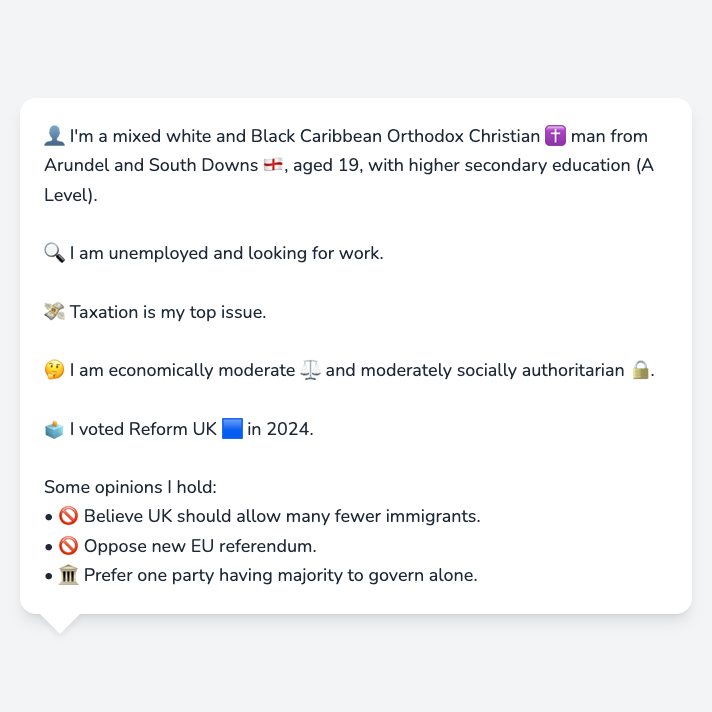 👤 I'm a mixed white and Black Caribbean Orthodox Christian ✝️ man from
Arundel and South Downs 🏴󠁧󠁢󠁥󠁮󠁧󠁿, aged 19, with higher secondary education (A
Level).
🔍 I am unemployed and looking for work.
💸 Taxation is my top issue.
🤔 I am economically moderate ⚖️ and moderately socially authoritarian 🔒.
🗳️ I voted Reform UK 🟦 in 2024.
Some opinions I hold:
• 🚫 Believe UK should allow many fewer immigrants.
• 🚫 Oppose new EU referendum.
• 🏛️ Prefer one party having majority to govern alone.